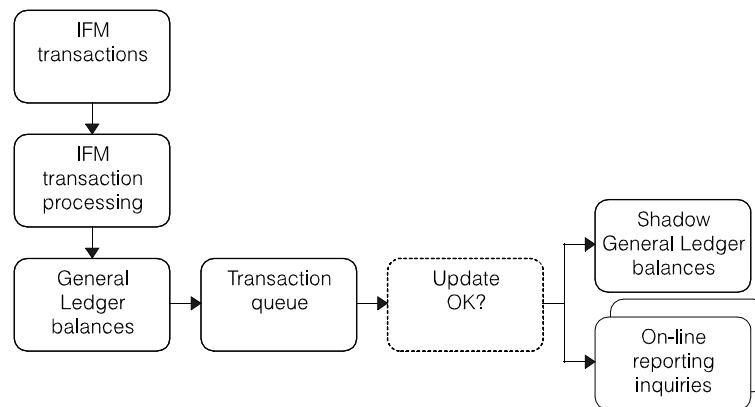 IFM
transactions
IFM
transaction
processing
General
Ledger
balances
Transaction
queue
Update
OK?
Shadow
General Ledger
balances
On-line
reporting
inquiries